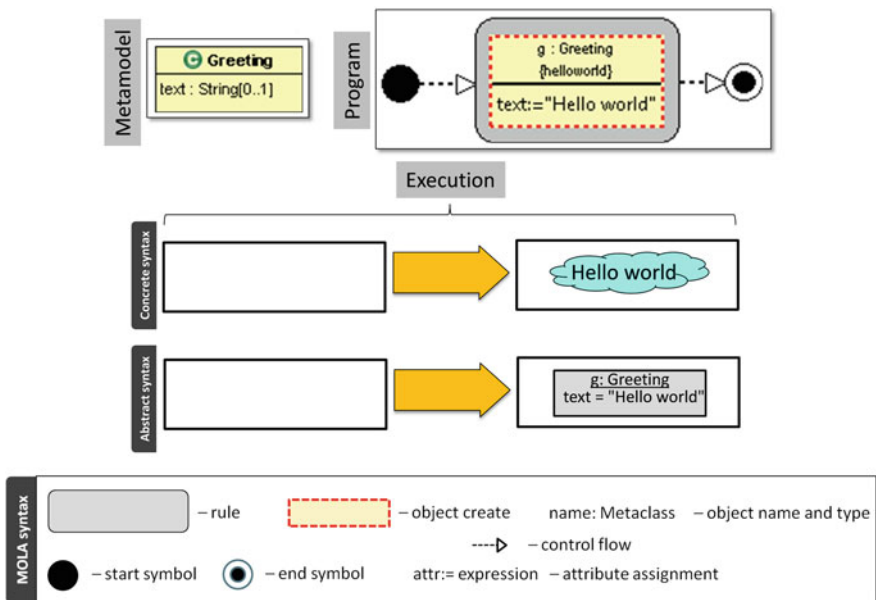 Metamodel
C Greeting
text : String[0..1]
Program
g : Greeting
{helloworld}
text:="Hello world"
Execution
Concrete syntax
Hello world
Abstract syntax
g: Greeting
text = "Hello world"
MOLA syntax
– rule
– object create
name: Metaclass – object name and type
– control flow
– start symbol
– end symbol
attr:= expression – attribute assignment